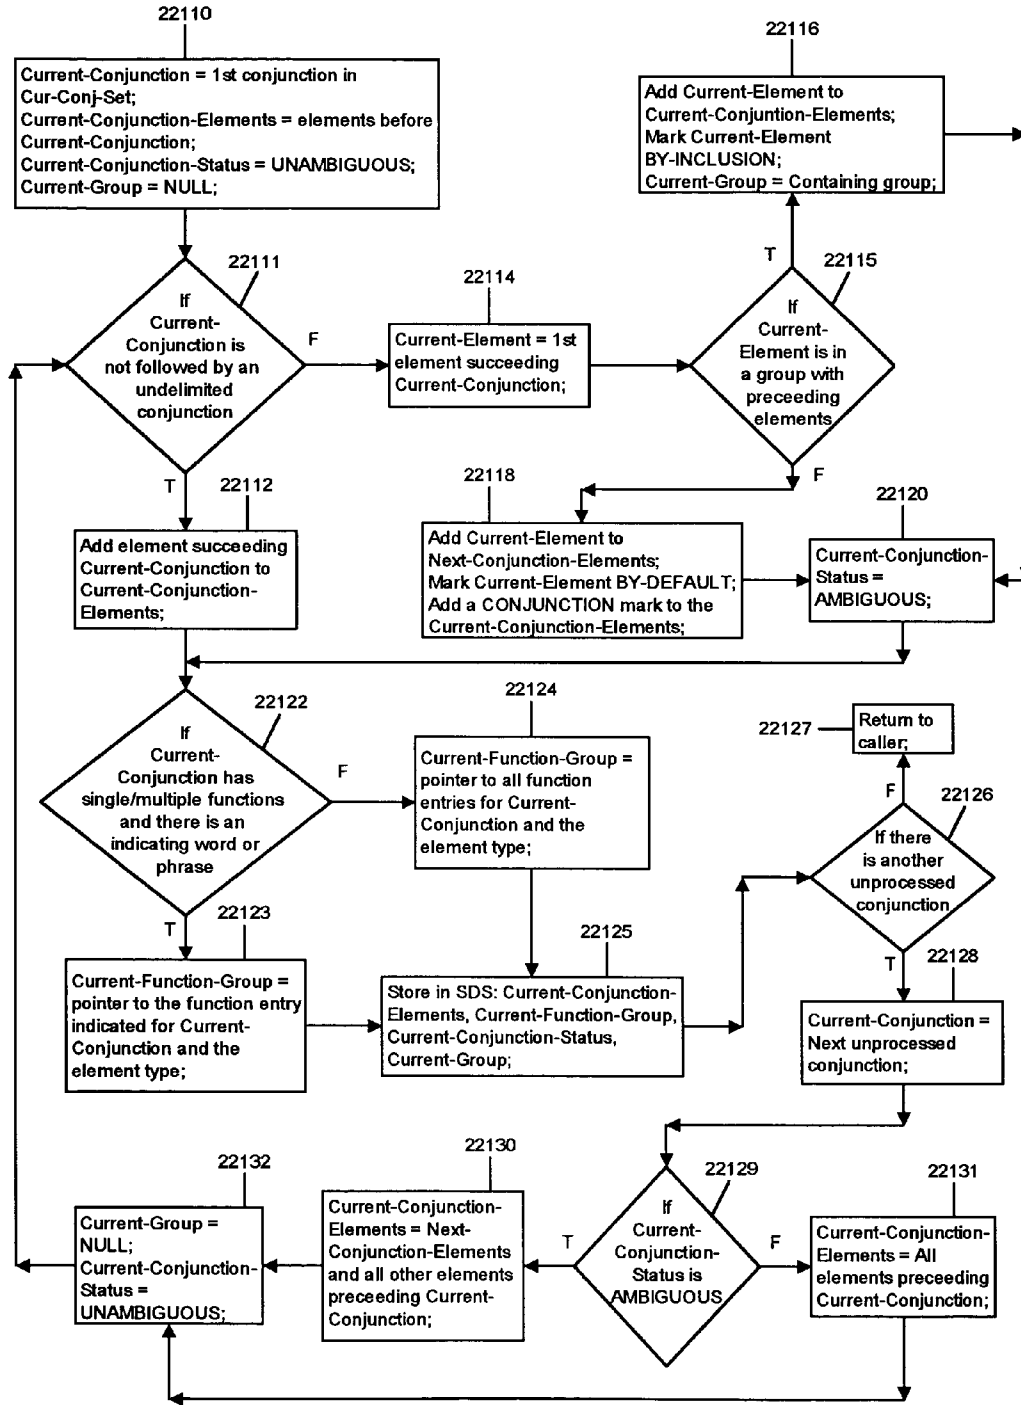 22110
Current-Conjunction = 1st conjunction in
Cur-Conj-Set;
Current-Conjunction-Elements = elements before
Current-Conjunction;
Current-Conjunction-Status = UNAMBIGUOUS;
Current-Group = NULL;
22116
Add Current-Element to
Current-Conjuntion-Elements;
Mark Current-Element
BY-INCLUSION;
Current-Group = Containing group;
22111
If
Current-
Conjunction is
not followed by an
undelimited
conjunction
F
T
22114
Current-Element = 1st
element succeeding
Current-Conjunction;
22115
If
Current-
Element is in
a group with
preceeding
elements
T
F
22112
Add element succeeding
Current-Conjunction to
Current-Conjunction-
Elements;
22118
Add Current-Element to
Next-Conjunction-Elements;
Mark Current-Element BY-DEFAULT;
Add a CONJUNCTION mark to the
Current-Conjunction-Elements;
22120
Current-Conjunction-
Status =
AMBIGUOUS;
22122
If
Current-
Conjunction has
single/multiple functions
and there is an
indicating word or
phrase
F
T
22124
Current-Function-Group =
pointer to all function
entries for Current-
Conjunction and the
element type;
22127
Return to
caller;
F
22126
If there
is another
unprocessed
conjunction
T
22123
Current-Function-Group =
pointer to the function entry
indicated for Current-
Conjunction and the
element type;
22125
Store in SDS: Current-Conjunction-
Elements, Current-Function-Group,
Current-Conjunction-Status,
Current-Group;
22128
Current-Conjunction =
Next unprocessed
conjunction;
22132
Current-Group =
NULL;
Current-Conjunction-
Status =
UNAMBIGUOUS;
22130
Current-Conjunction-
Elements = Next-
Conjunction-Elements
and all other elements
preceeding Current-
Conjunction;
22129
If
Current-
Conjunction-
Status is
AMBIGUOUS
T
F
22131
Current-Conjunction-
Elements = All
elements preceeding
Current-Conjunction;